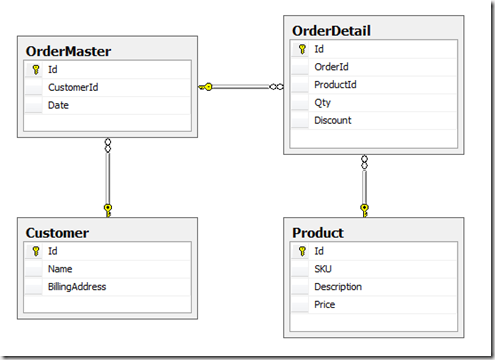 OrderMaster
Id
CustomerId
Date
OrderDetail
Id
OrderId
ProductId
Qty
Discount
Customer
Id
Name
BillingAddress
Product
Id
SKU
Description
Price